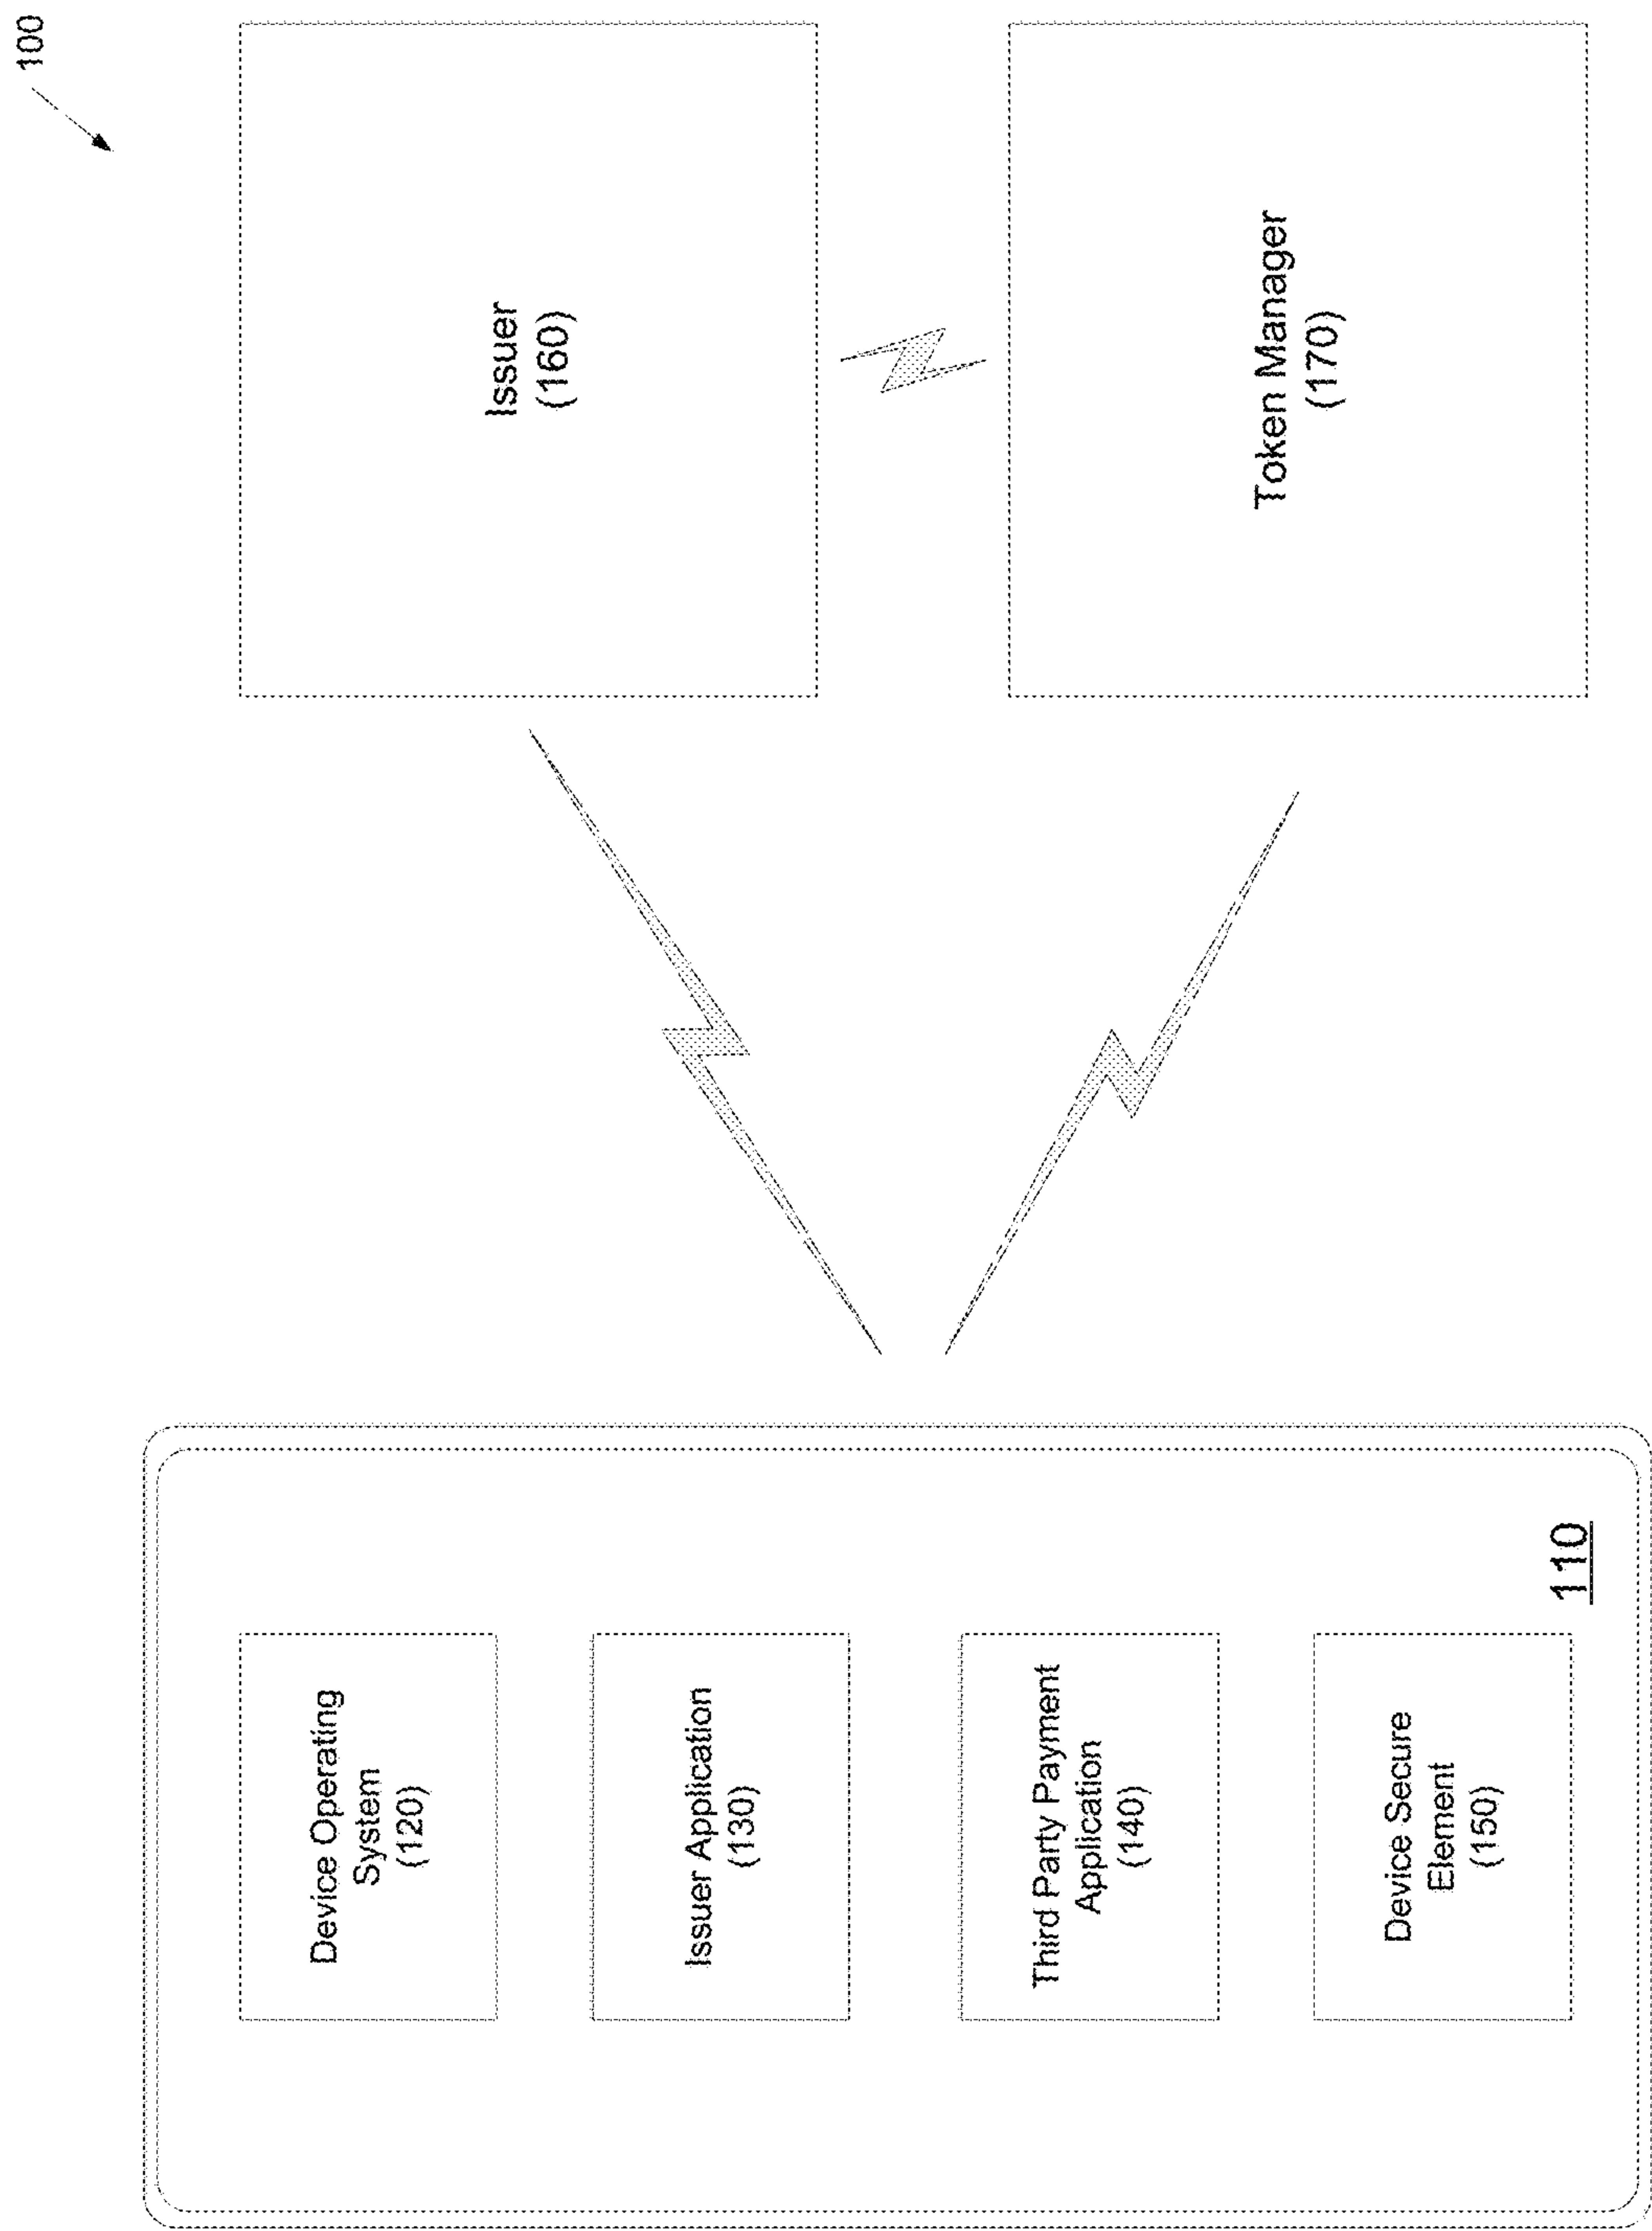 100
Device Operating
System
(120)
Issuer Application
(130)
Third Party Payment
Application
(140)
Device Secure
Element
(150)
110
Issuer
(160)
Token Manager
(170)